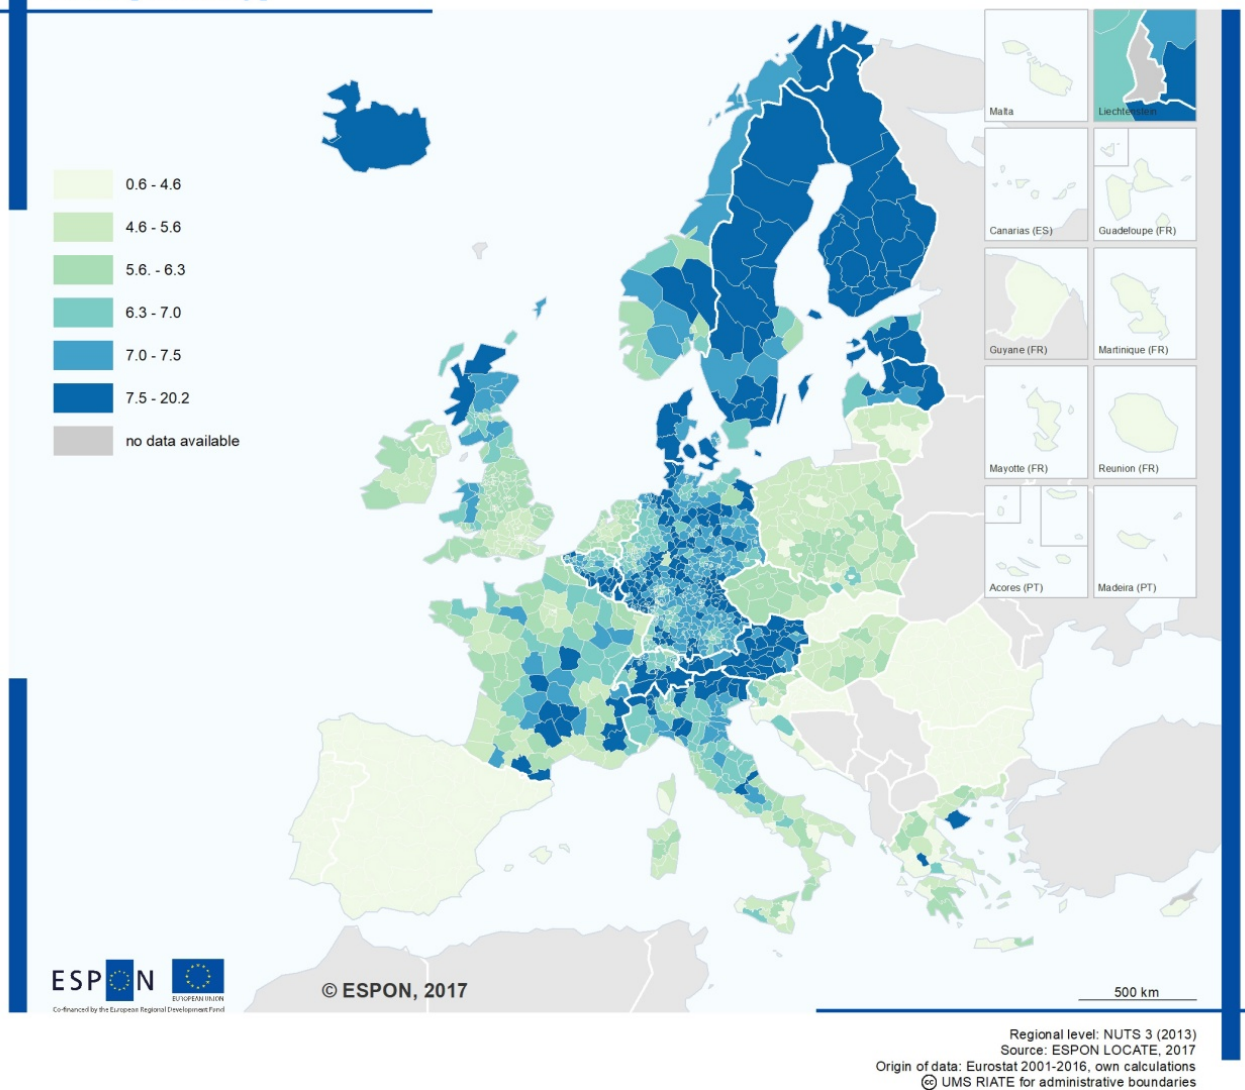 Malta
Liechtenstein
0.6 - 4.6
4.6 - 5.6
5.6. - 6.3
6.3 - 7.0
7.0 - 7.5
7.5 - 20.2
no data available
Canarias (ES)
Guadeloupe (FR)
Guyane (FR)
Martinique (FR)
Mayotte (FR)
Reunion (FR)
Acores (PT)
Madeira (PT)
ESPON
EUROPEAN UNION
Co-financed by the European Regional Development Fund
© ESPON, 2017
500 km
Regional level: NUTS 3 (2013)
Source: ESPON LOCATE, 2017
Origin of data: Eurostat 2001-2016, own calculations
UMS RIATE for administrative boundaries